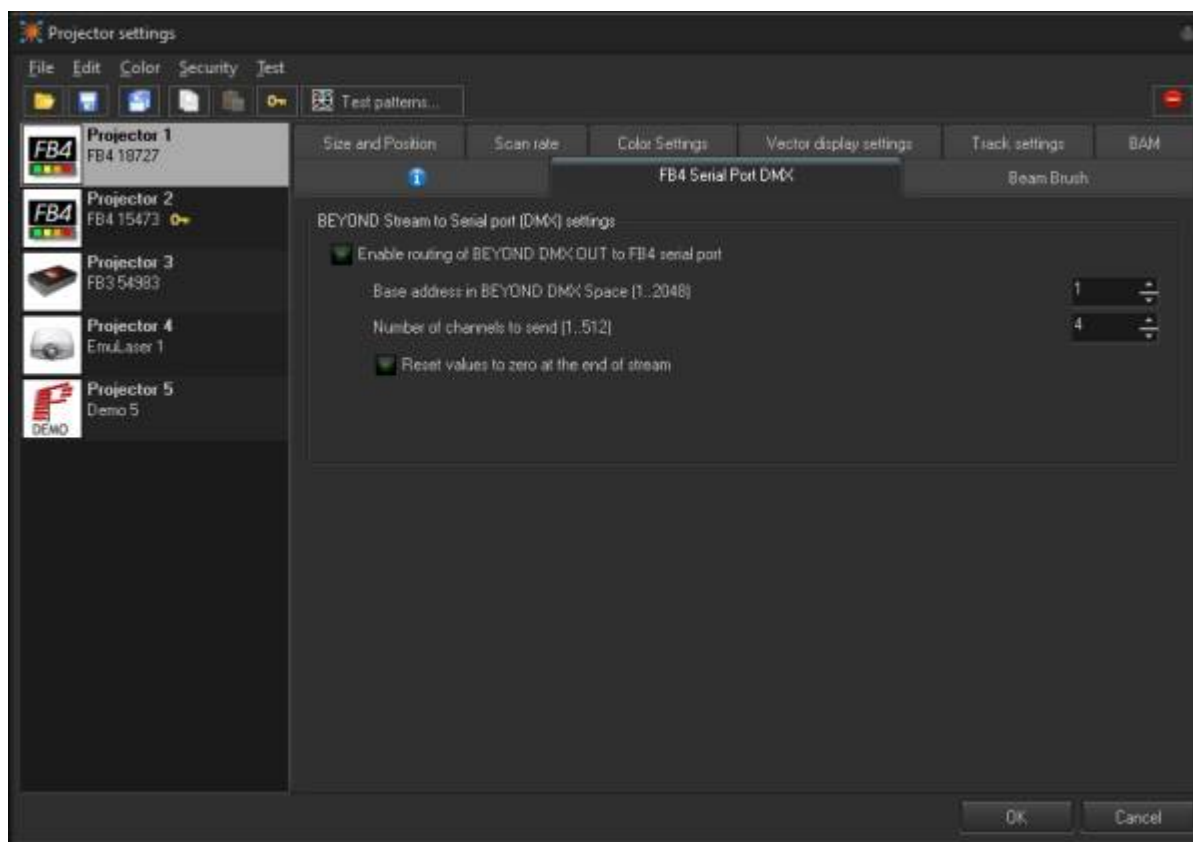 Projector settings
File Edit Color Security Test
Test patterns...
FB4 Projector 1
FB4 18727
FB4 Projector 2
FB4 15473
Projector 3
FB3 54983
Projector 4
EmuLaser 1
Projector 5
Demo 5
DEMO
Size and Position Scan rate Color Settings Vector display settings Track settings BAM
FB4 Serial Port DMX Beam Brush
BEYOND Stream to Serial port (DMX) settings
Enable routing of BEYOND DMX OUT to FB4 serial port
Base address in BEYOND DMX Space (1..2048) 1
Number of channels to send (1..512) 4
Reset values to zero at the end of stream
OK Cancel